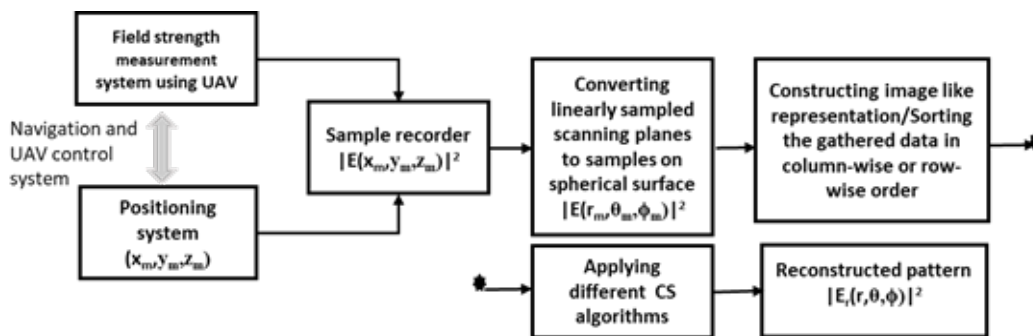 Field strength
measurement
system using UAV
Navigation and
UAV control
system
Positioning
system
(xₘ,yₘ,zₘ)
Sample recorder
|E(xₘ,yₘ,zₘ)|²
Converting
linearly sampled
scanning planes
to samples on
spherical surface
|E(rₘ,θₘ,ϕₘ)|²
Constructing image like
representation/Sorting
the gathered data in
column-wise or row-
wise order
Applying
different CS
algorithms
Reconstructed pattern
|Eᵣ(r,θ,ϕ)|²